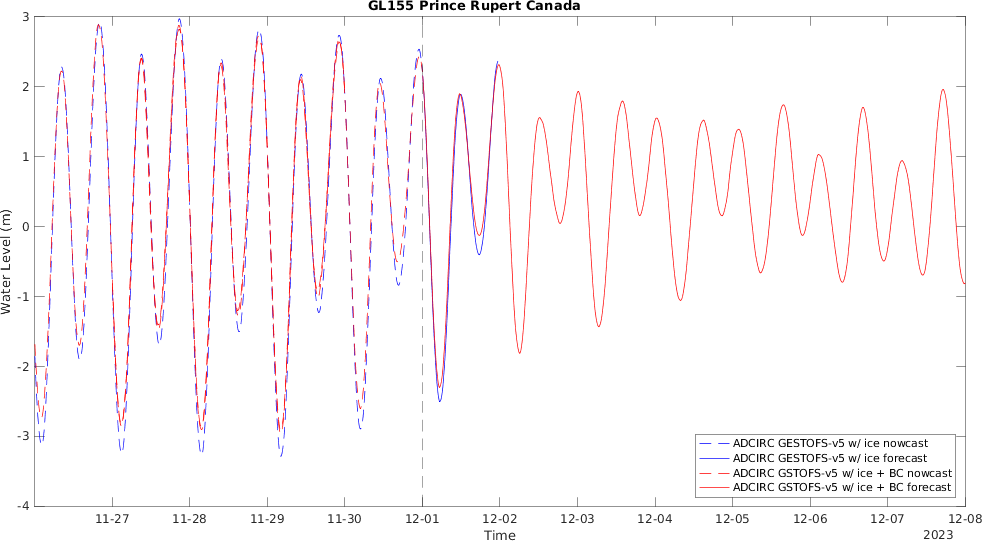 GL155 Prince Rupert Canada
3
2
1
0
-1
-2
-3
-4
Water Level (m)
ADCIRC GESTOFS-v5 w/ ice nowcast
ADCIRC GESTOFS-v5 w/ ice forecast
ADCIRC GSTOFS-v5 w/ ice + BC nowcast
ADCIRC GSTOFS-v5 w/ ice + BC forecast
11-27 11-28 11-29 11-30 12-01 12-02 12-03 12-04 12-05 12-06 12-07 12-08
Time
2023